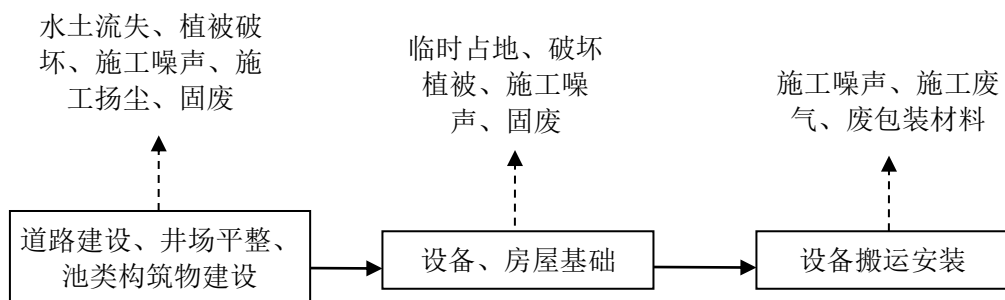 水土流失、植被破
坏、施工噪声、施
工扬尘、固废
临时占地、破坏
植被、施工噪
声、固废
施工噪声、施工废
气、废包装材料
道路建设、井场平整、
池类构筑物建设
设备、房屋基础
设备搬运安装